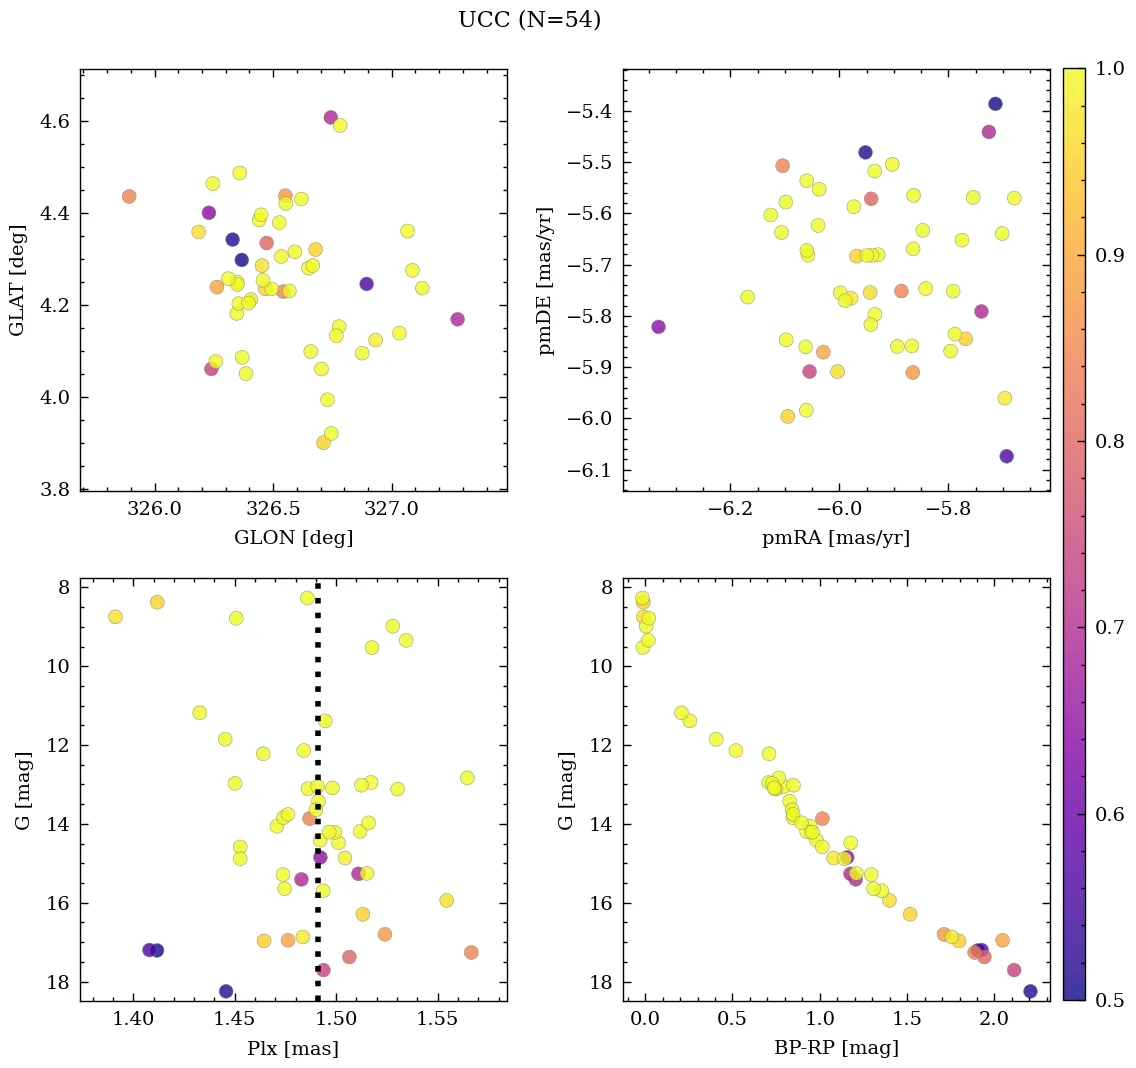 UCC (N=54)
4.6
4.4
4.2
4.0
3.8
GLAT [deg]
326.0 326.5 327.0
GLON [deg]
−5.4
−5.5
−5.6
−5.7
−5.8
−5.9
−6.0
−6.1
pmDE [mas/yr]
−6.2 −6.0 −5.8
pmRA [mas/yr]
8
10
12
14
16
18
G [mag]
1.40 1.45 1.50 1.55
Plx [mas]
8
10
12
14
16
18
G [mag]
0.0 0.5 1.0 1.5 2.0
BP-RP [mag]
1.0
0.9
0.8
0.7
0.6
0.5